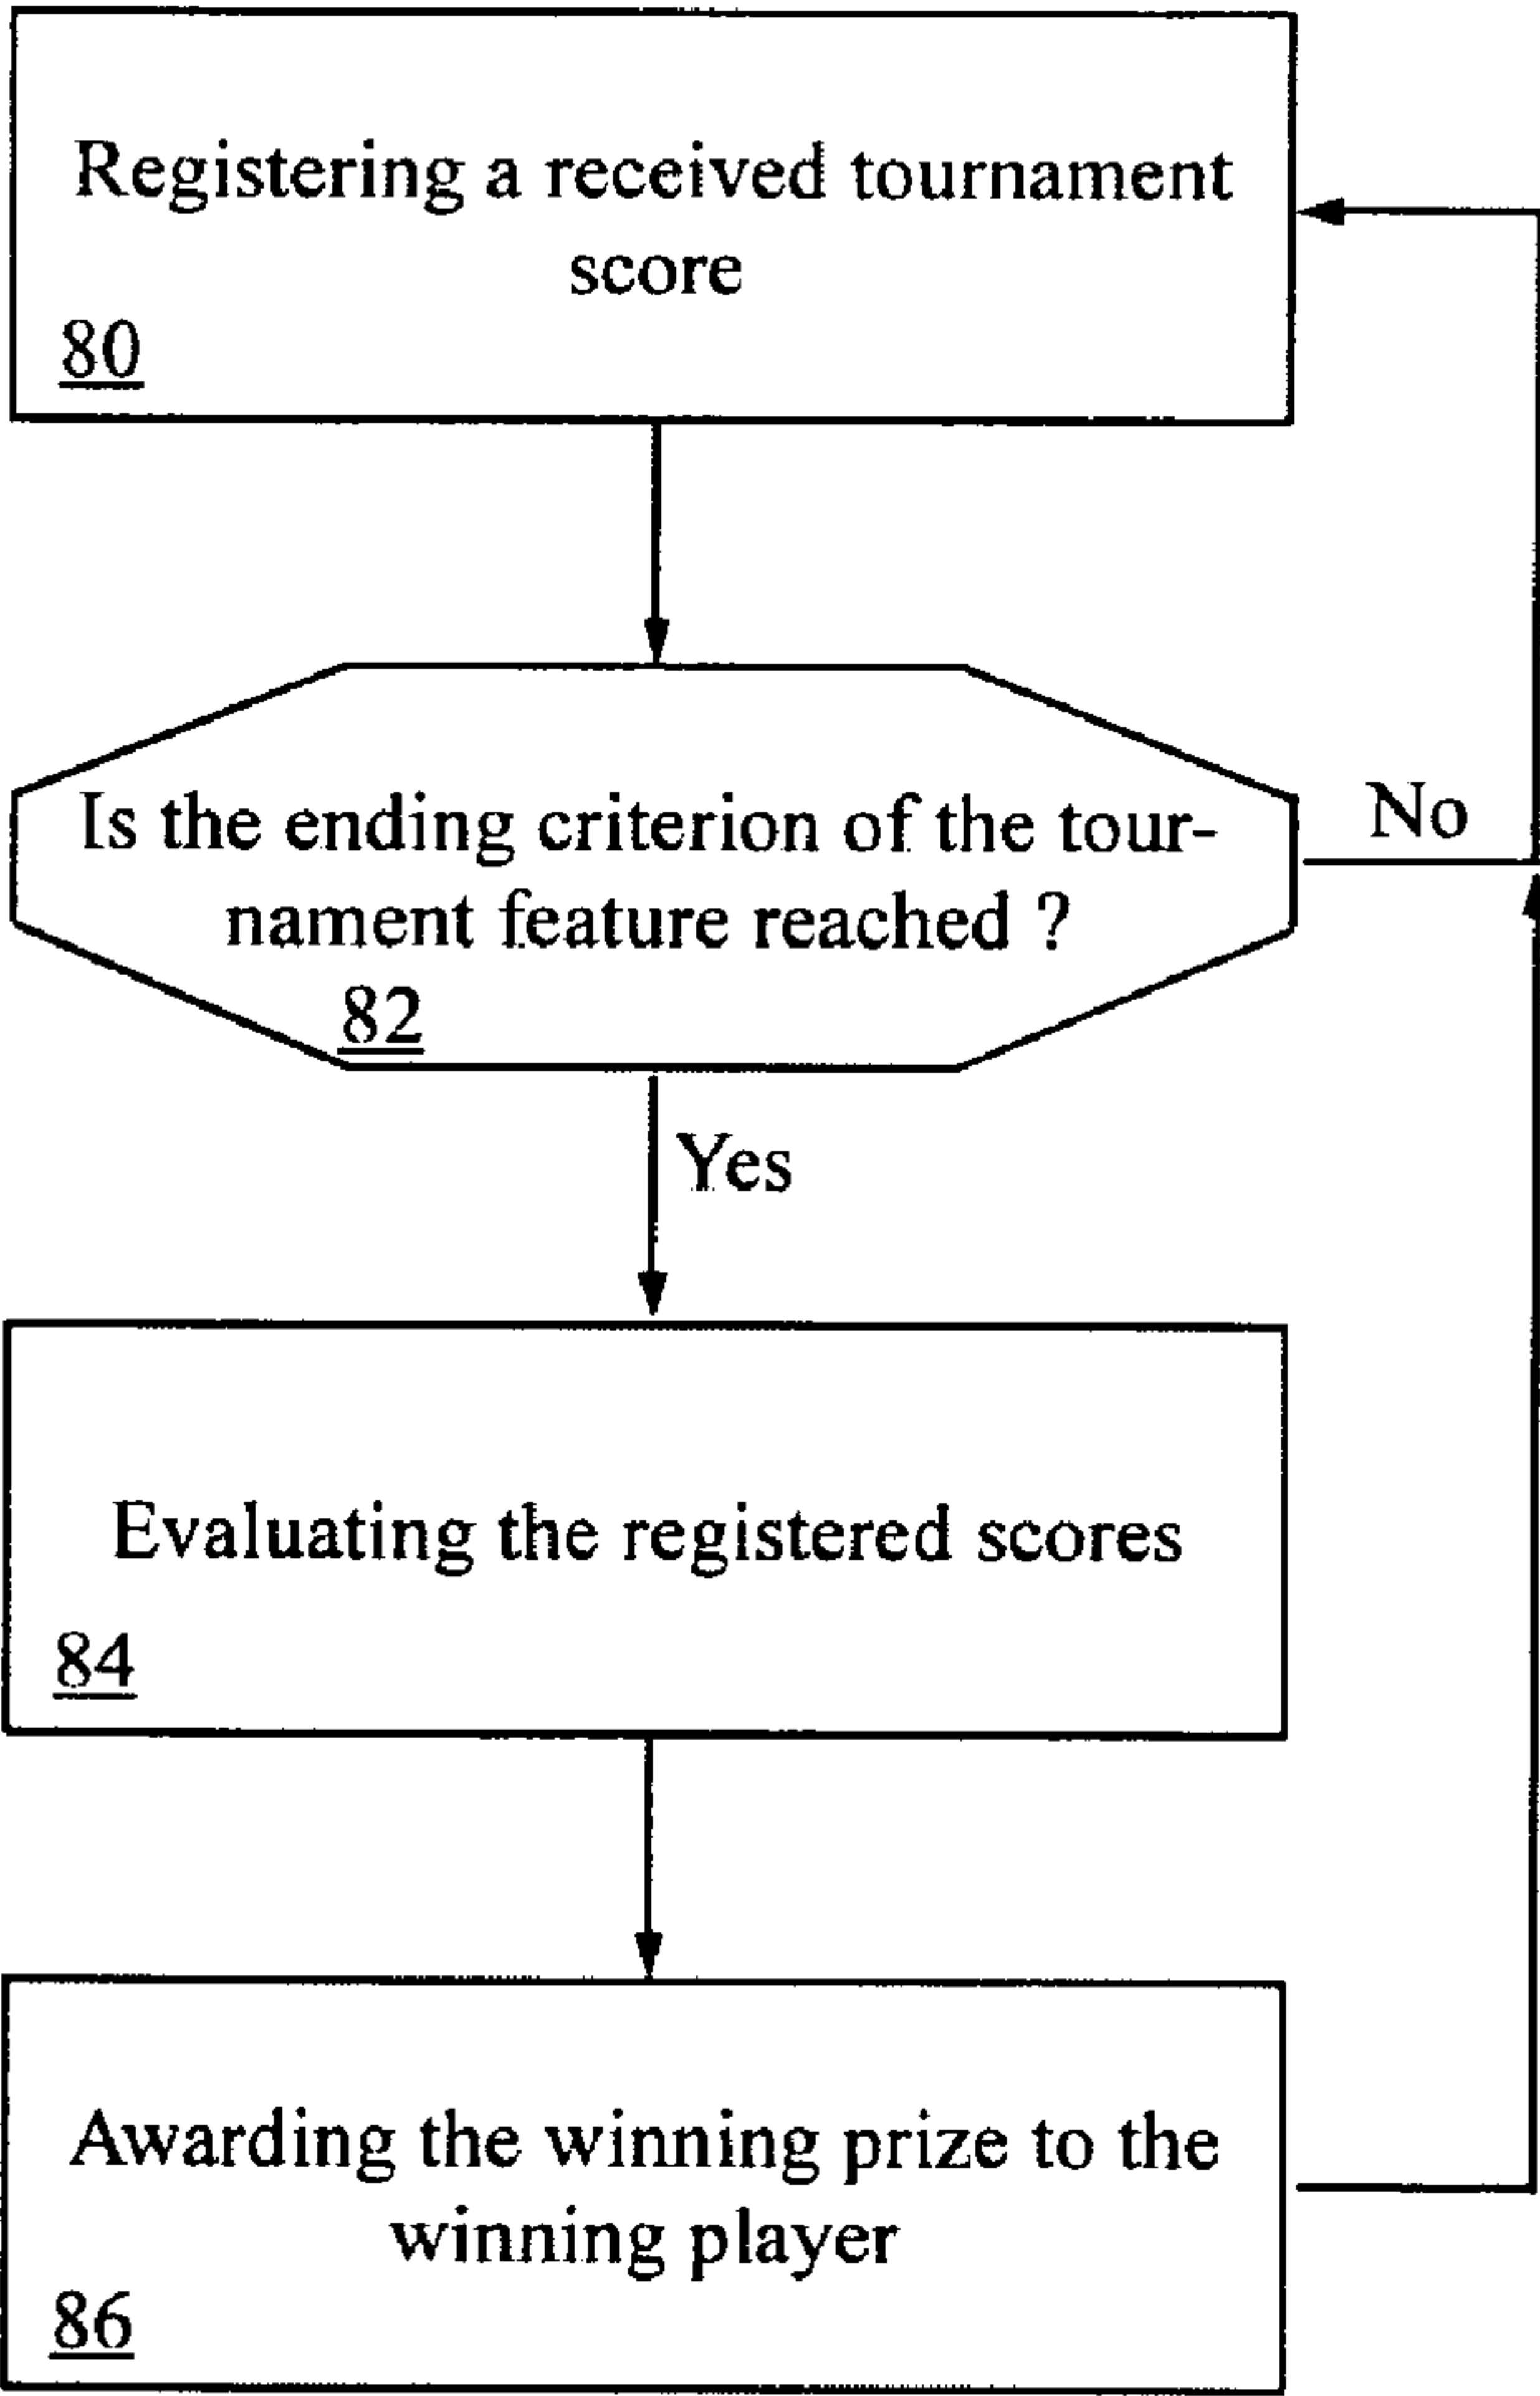 Registering a received tournament
score
80
Is the ending criterion of the tour-
nament feature reached ?
82
No
Yes
Evaluating the registered scores
84
Awarding the winning prize to the
winning player
86